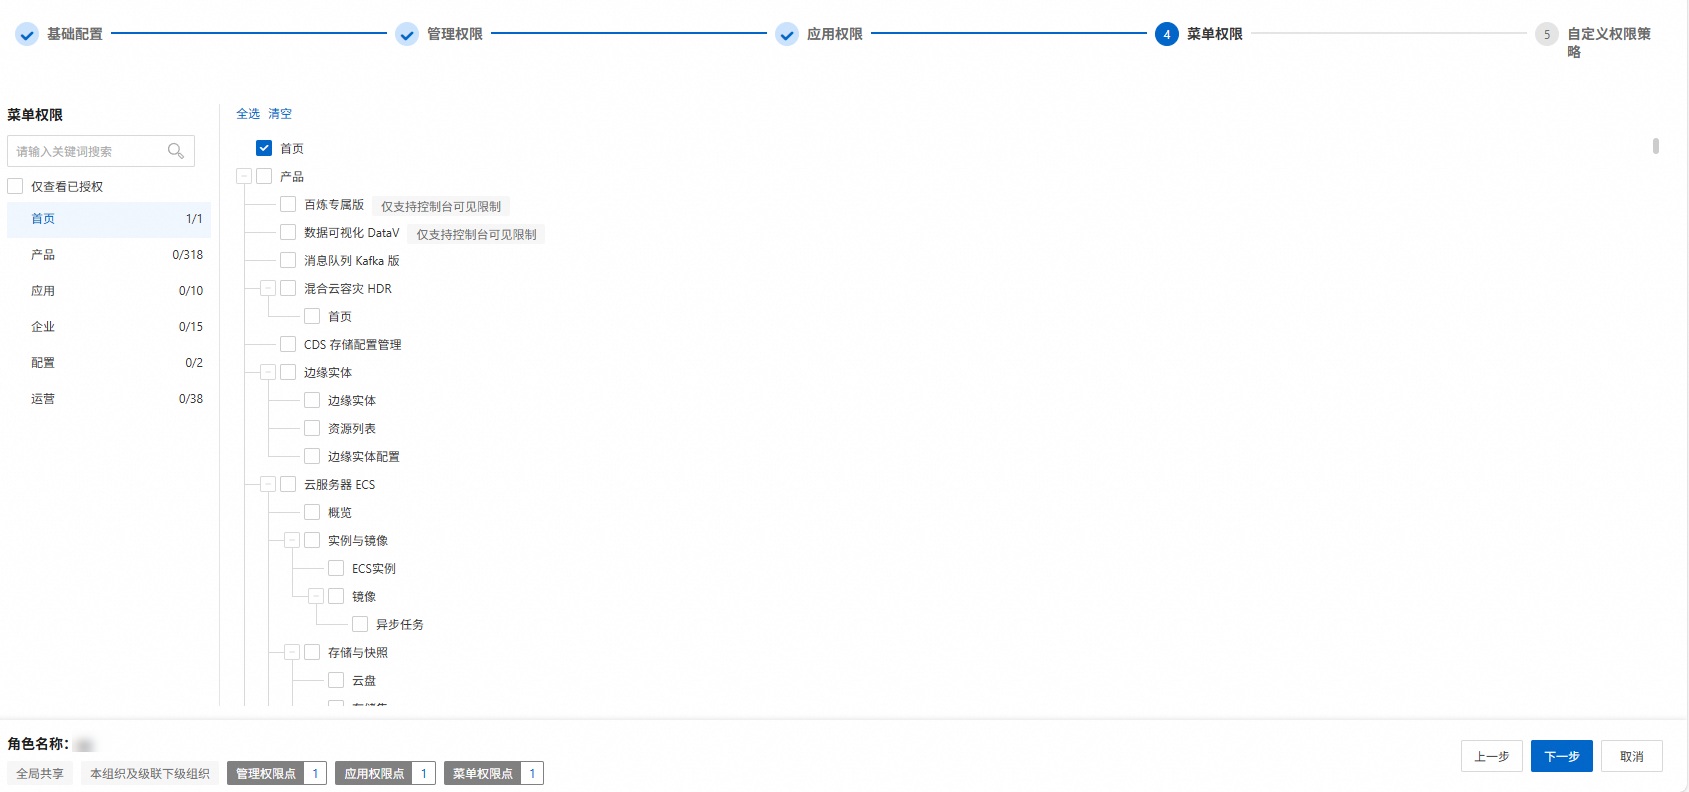 基础配置
管理权限
应用权限
4 菜单权限
5 自定义权限策略
菜单权限
请输入关键词搜索
仅查看已授权
首页 1/1
产品 0/318
应用 0/10
企业 0/15
配置 0/2
运营 0/38
全选 清空
首页
产品
百炼专属版 仅支持控制台可见限制
数据可视化 DataV 仅支持控制台可见限制
消息队列 Kafka 版
混合云容灾 HDR
首页
CDS 存储配置管理
边缘实体
边缘实体
资源列表
边缘实体配置
云服务器 ECS
概览
实例与镜像
ECS实例
镜像
异步任务
存储与快照
云盘
角色名称:
全局共享 本组织及级联下级组织 管理权限点 1 应用权限点 1 菜单权限点 1
上一步 下一步 取消